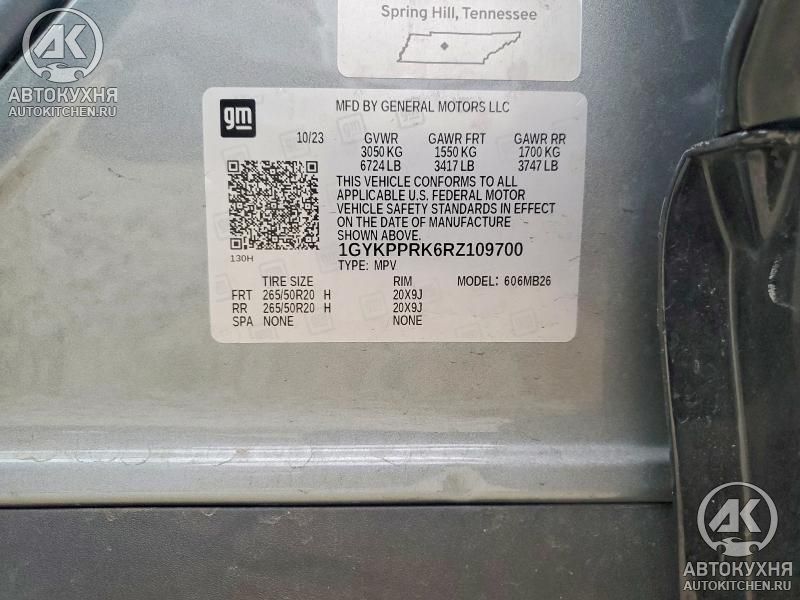 Spring Hill, Tennessee
AK
АВТОКУХНЯ
AUTOKITCHEN.RU
gm
MFD BY GENERAL MOTORS LLC
10/23 GVWR GAWR FRT GAWR RR
3050 KG 1550 KG 1700 KG
6724 LB 3417 LB 3747 LB
THIS VEHICLE CONFORMS TO ALL
APPLICABLE U.S. FEDERAL MOTOR
VEHICLE SAFETY STANDARDS IN EFFECT
ON THE DATE OF MANUFACTURE
SHOWN ABOVE.
1GYKPPRK6RZ109700
130H
TYPE: MPV
TIRE SIZE RIM MODEL: 606MB26
FRT 265/50R20 H 20X9J
RR 265/50R20 H 20X9J
SPA NONE NONE
AK
АВТОКУХНЯ
AUTOKITCHEN.RU